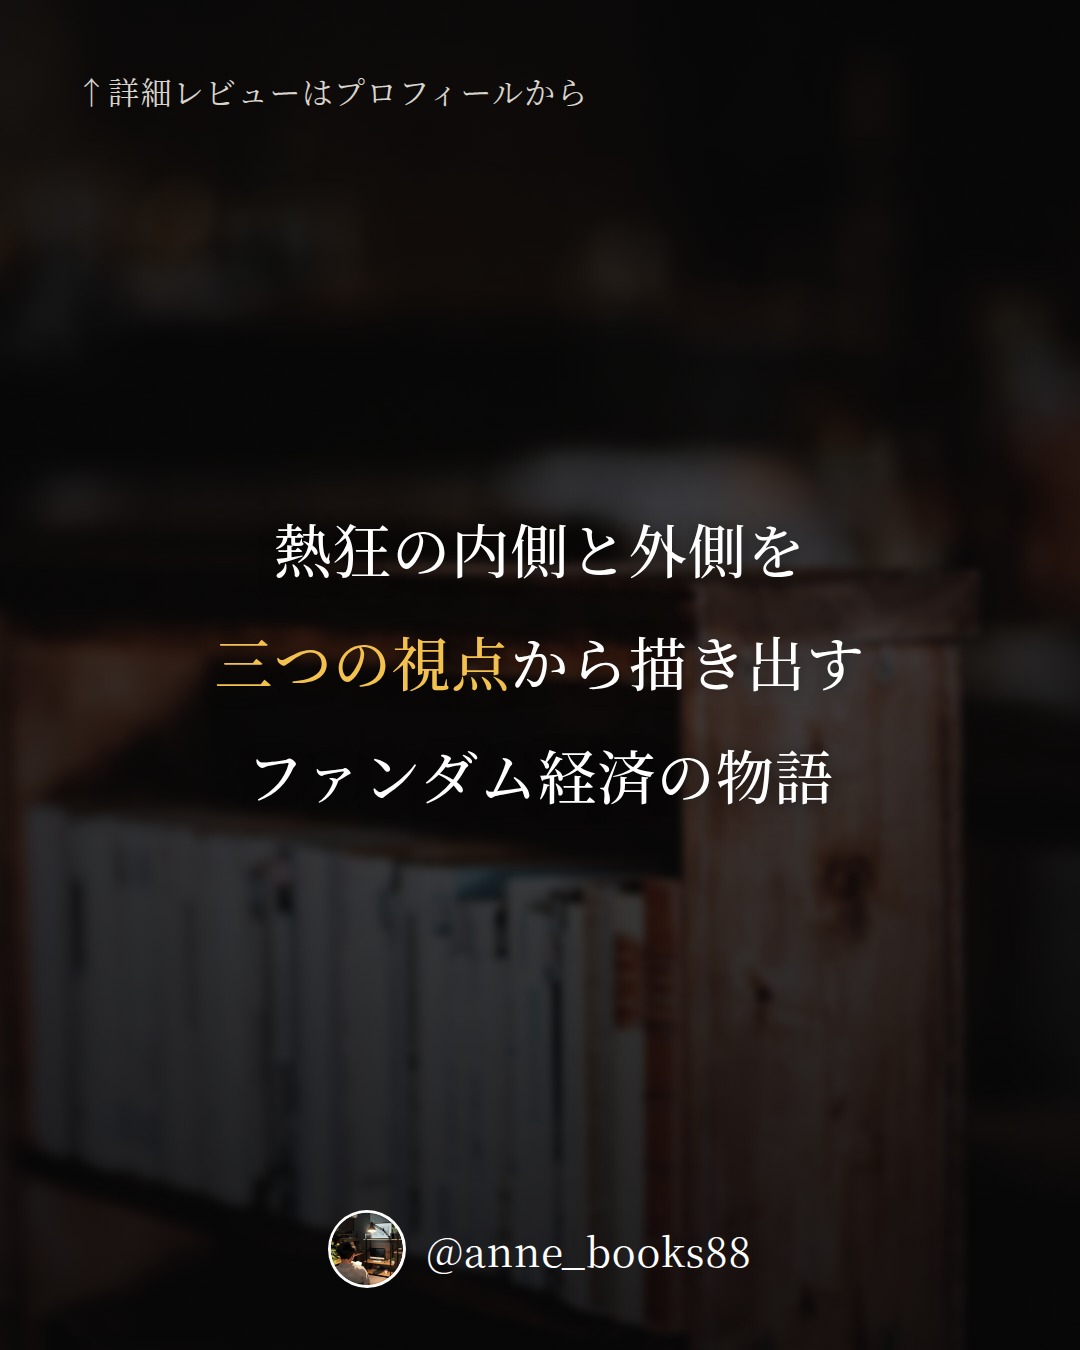 ↑詳細レビューはプロフィールから
熱狂の内側と外側を
三つの視点から描き出す
ファンダム経済の物語
@anne_books88